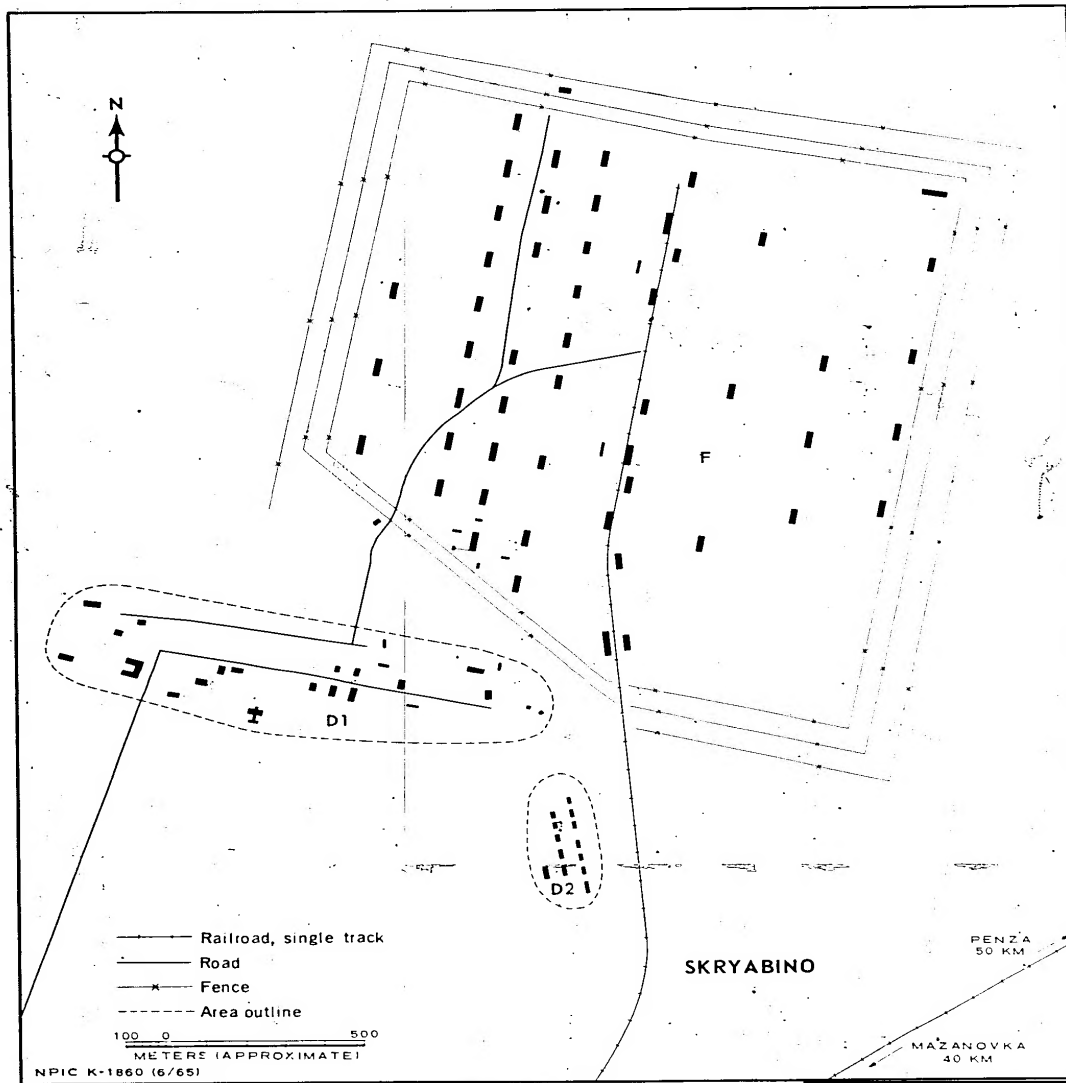 N
F
D1
D2
Railroad, single track
Road
Fence
Area outline
100 0 500
METERS (APPROXIMATE)
NPIC K-1860 (6/65)
SKRYABINO
PENZA
50 KM
MAZANOVKA
40 KM